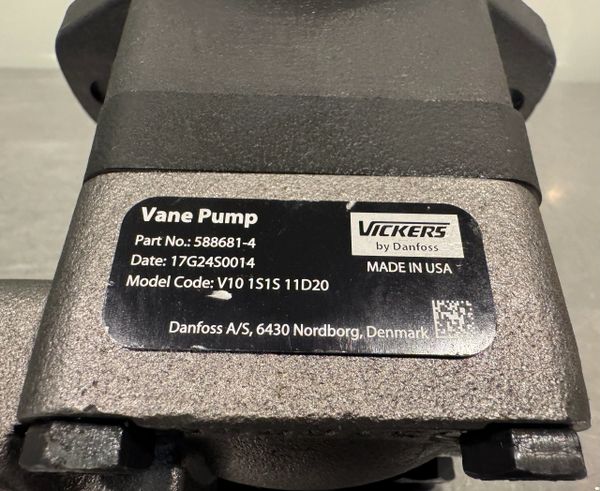 Vane Pump
Part No.: 588681-4
Date: 17G24S0014
Model Code: V10 1S1S 11D20
VICKERS
by Danfoss
MADE IN USA
Danfoss A/S, 6430 Nordborg, Denmark